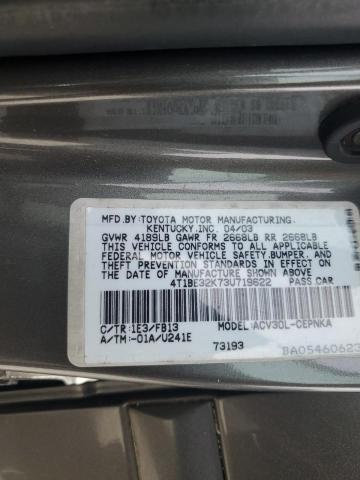 MFD.BY:TOYOTA MOTOR MANUFACTURING,
KENTUCKY,INC. 04/03
GVWR 4189LB GAWR FR 2668LB RR 2668LB
THIS VEHICLE CONFORMS TO ALL APPLICABLE
FEDERAL MOTOR VEHICLE SAFETY,BUMPER, AND
THEFT PREVENTION STANDARDS IN EFFECT ON
THE DATE OF MANUFACTURE SHOWN ABOVE.
4T1BE32K73U719622 PASS.CAR
C/TR:1E3/FB13 MODEL:ACV30L-CEPNKA
A/TM:-01A/U241E 73193
BA05460623